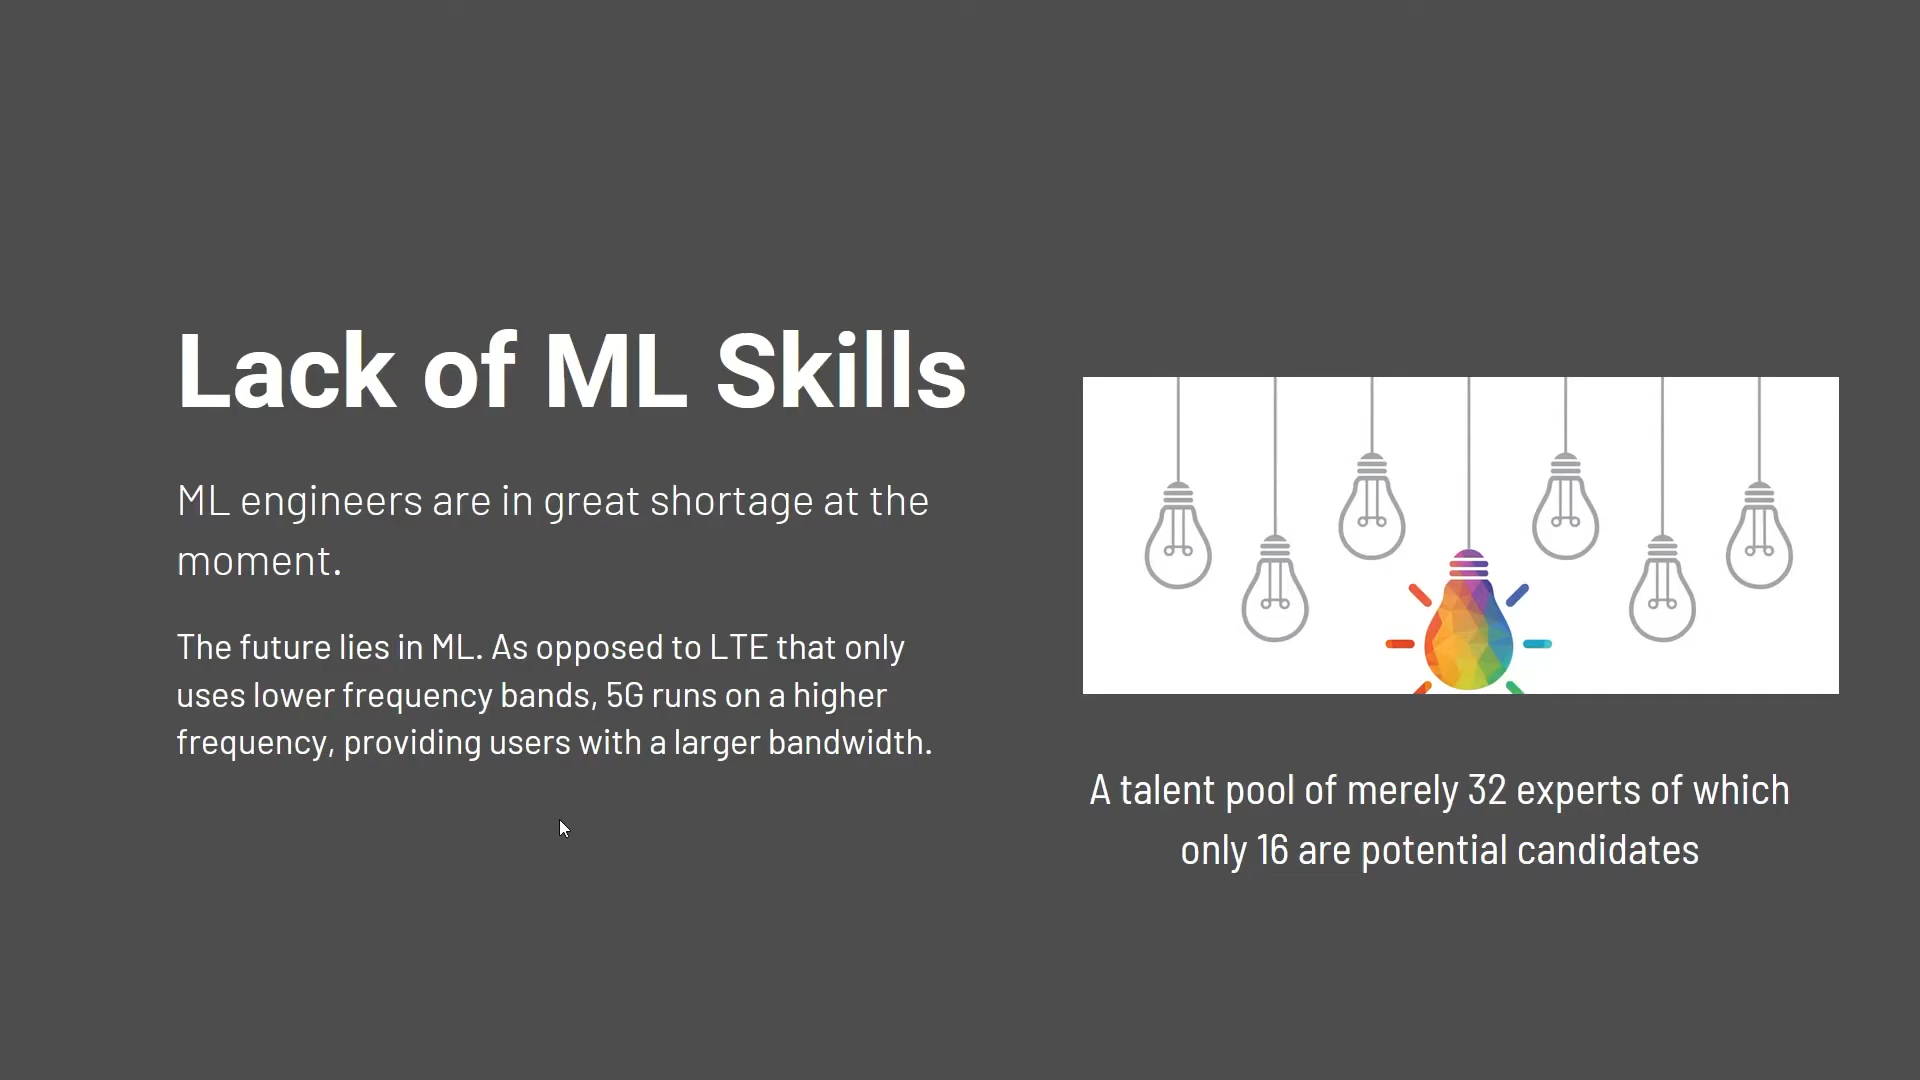 Lack of ML Skills
ML engineers are in great shortage at the
moment.
The future lies in ML. As opposed to LTE that only
uses lower frequency bands, 5G runs on a higher
frequency, providing users with a larger bandwidth.
A talent pool of merely 32 experts of which
only 16 are potential candidates